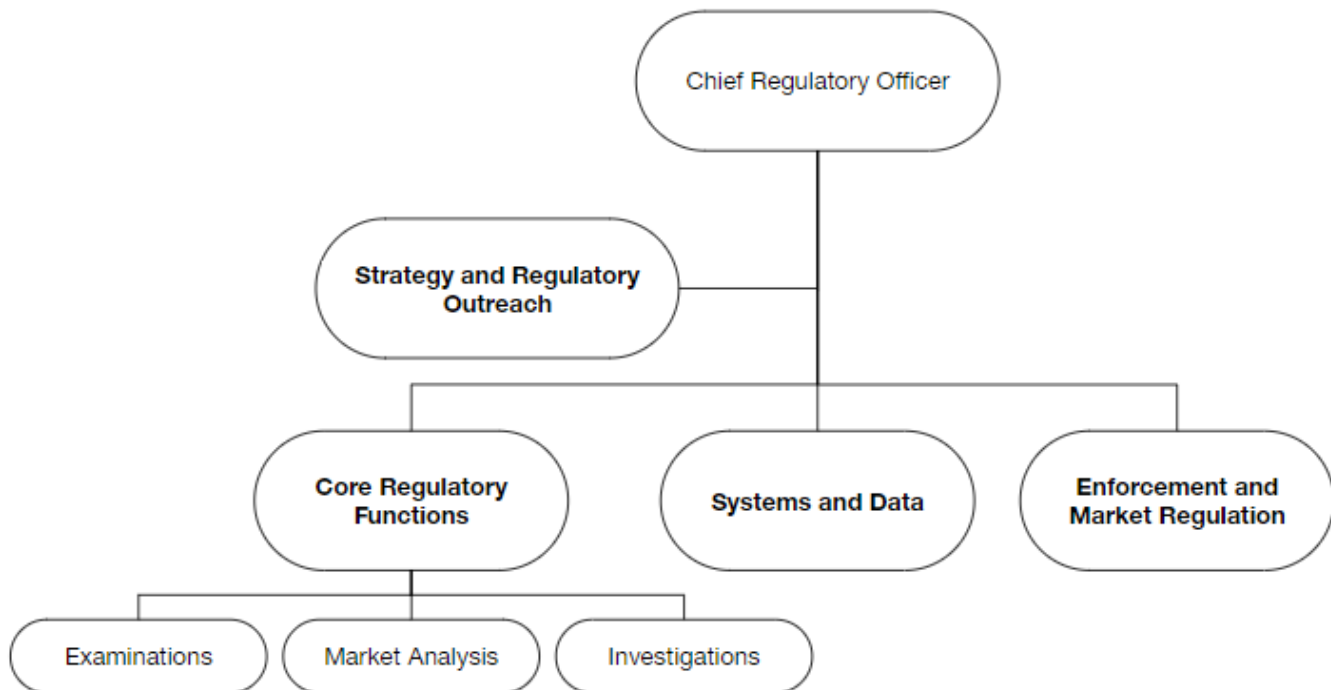 Chief Regulatory Officer
Strategy and Regulatory
Outreach
Core Regulatory
Functions
Systems and Data
Enforcement and
Market Regulation
Examinations
Market Analysis
Investigations